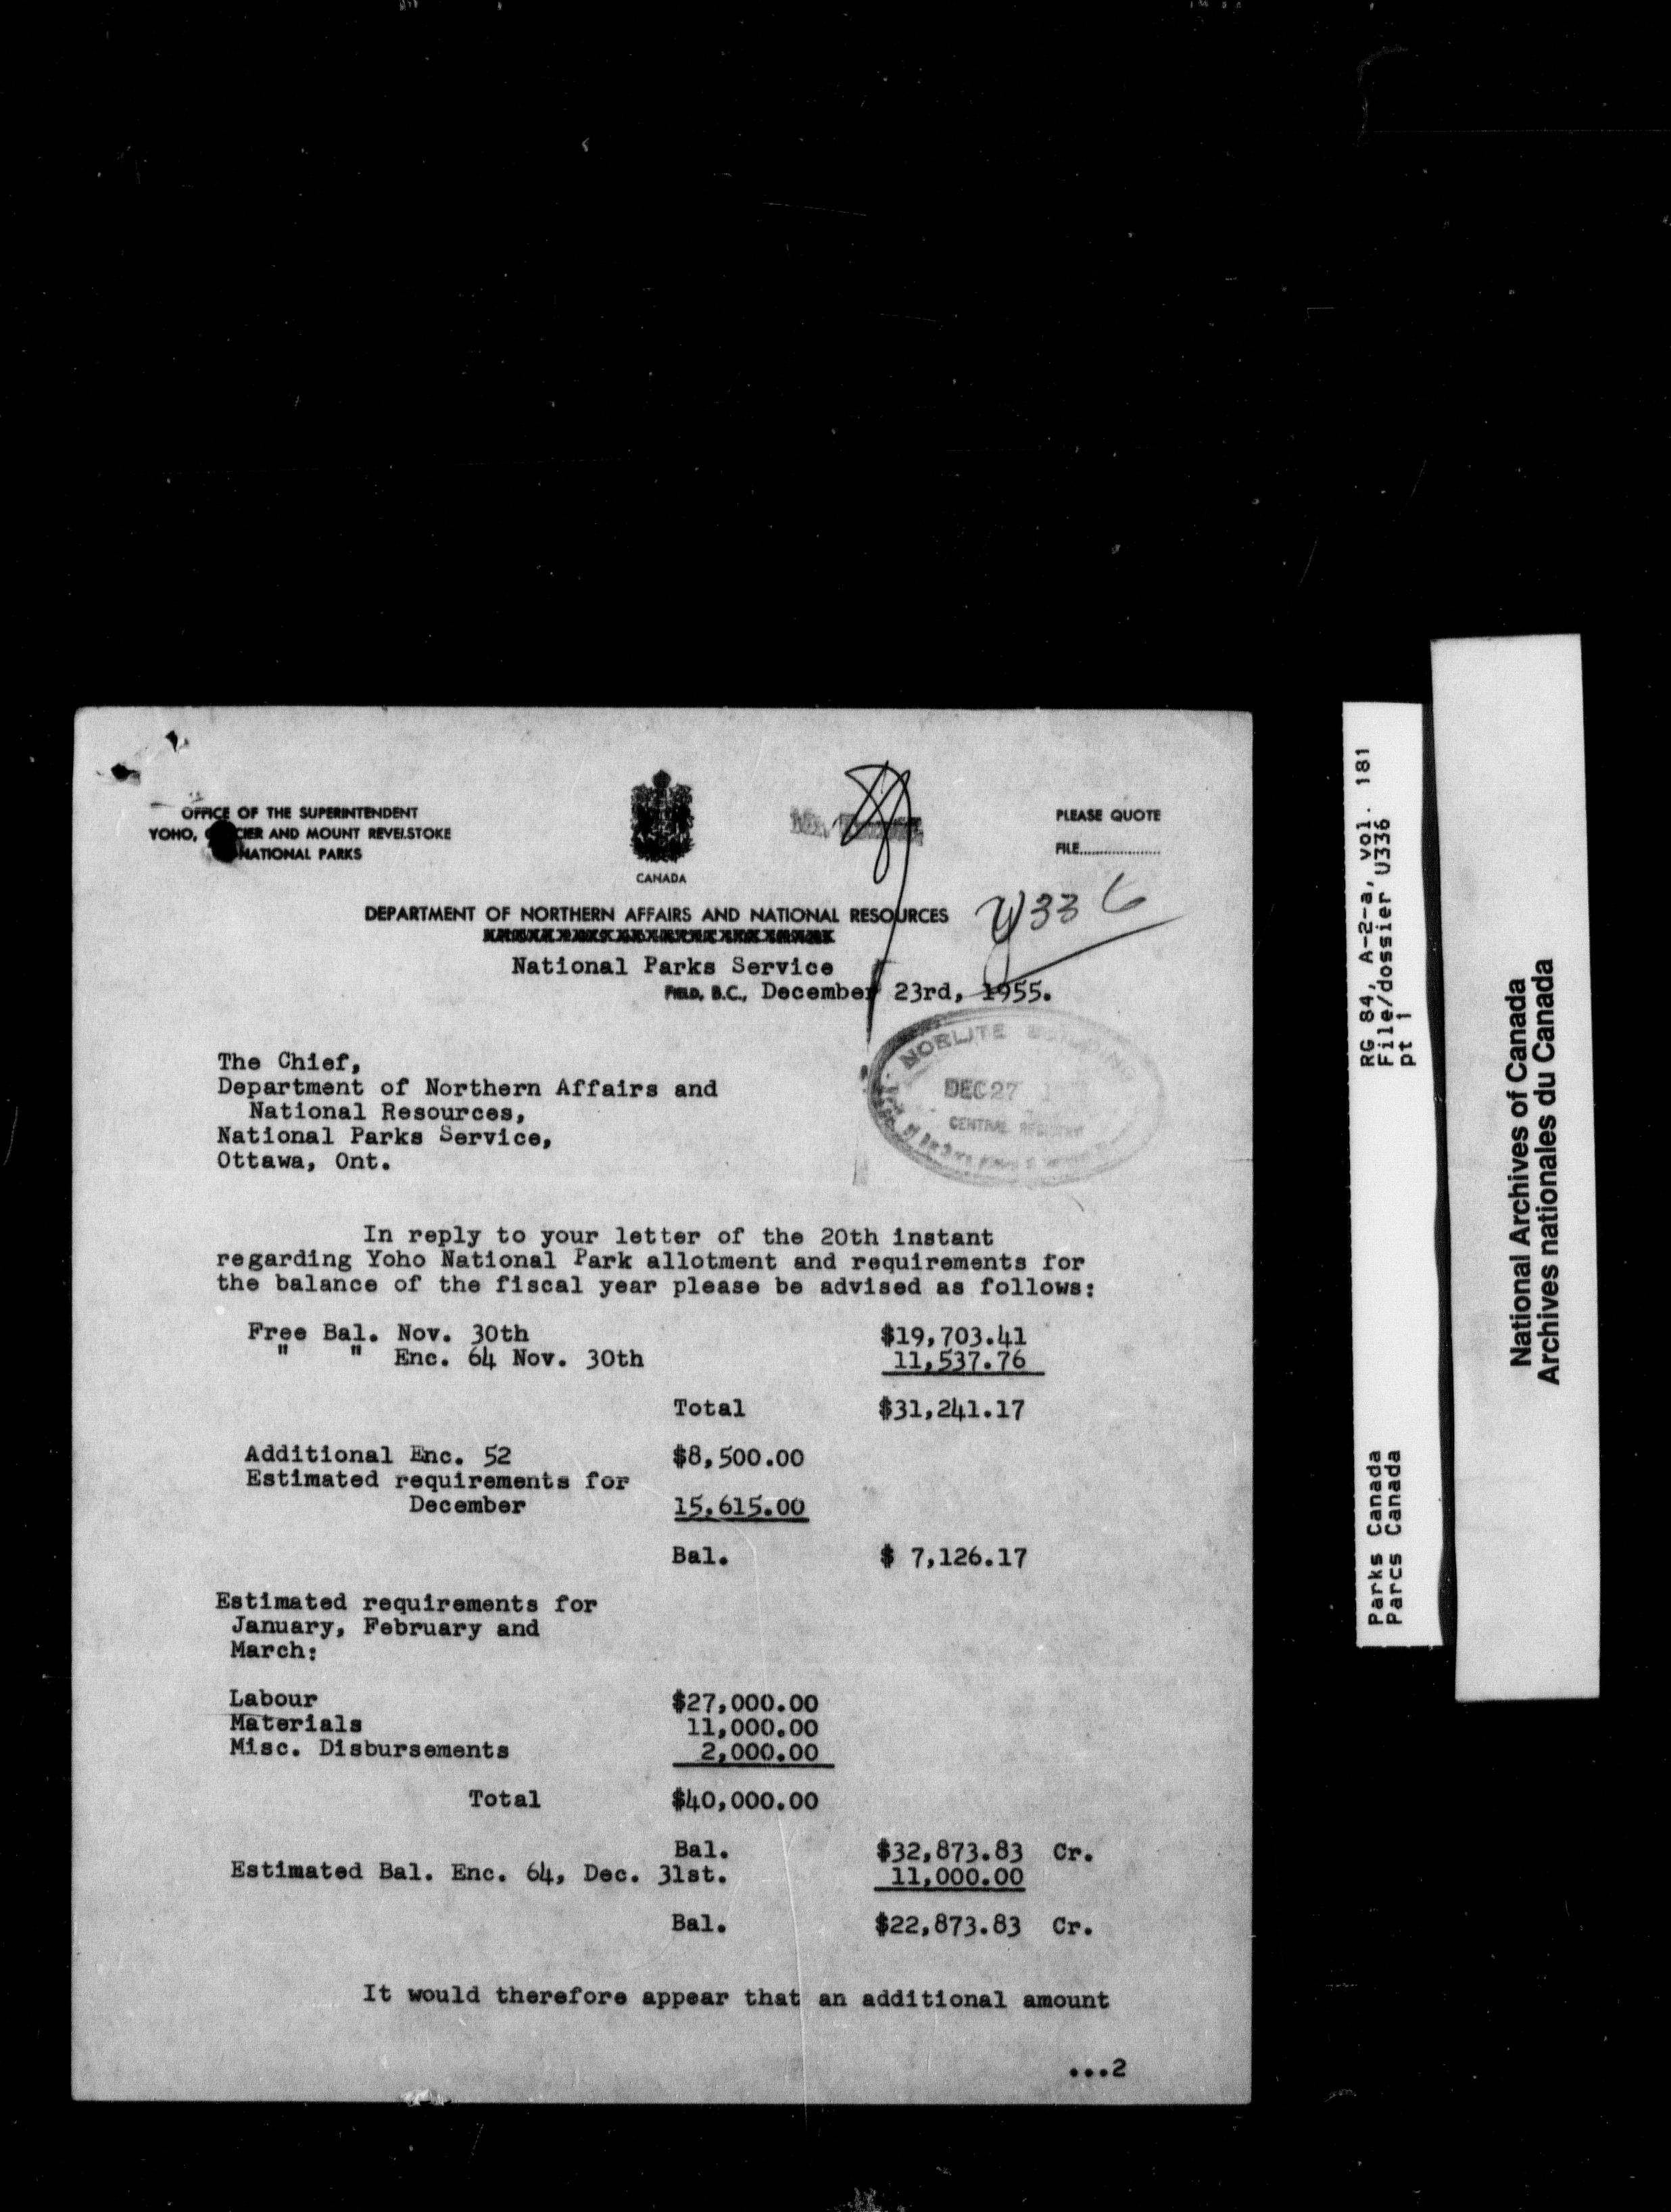 OFFICE OF THE SUPERINTENDENT
YOHO, CIER AND MOUNT REVELSTOKE
NATIONAL PARKS
CANADA
PLEASE QUOTE
FILE....................
U336
DEPARTMENT OF NORTHERN AFFAIRS AND NATIONAL RESOURCES
National Parks Service
FIELD, B.C., December 23rd, 1955.
NORLITE BUILDING
DEC 27
CENTRAL REGISTRY
The Chief,
Department of Northern Affairs and
National Resources,
National Parks Service,
Ottawa, Ont.
In reply to your letter of the 20th instant
regarding Yoho National Park allotment and requirements for
the balance of the fiscal year please be advised as follows:
Free Bal. Nov. 30th $19,703.41
" " Enc. 64 Nov. 30th 11,537.76
Total $31,241.17
Additional Enc. 52 $8,500.00
Estimated requirements for
December 15,615.00
Bal. $ 7,126.17
Estimated requirements for
January, February and
March:
Labour $27,000.00
Materials 11,000.00
Misc. Disbursements 2,000.00
Total $40,000.00
Bal. $32,873.83 Cr.
Estimated Bal. Enc. 64, Dec. 31st. 11,000.00
Bal. $22,873.83 Cr.
It would therefore appear that an additional amount
...2
RG 84, A-2-a, vol. 181
File/dossier U336
pt 1
Parks Canada
Parcs Canada
National Archives of Canada
Archives nationales du Canada